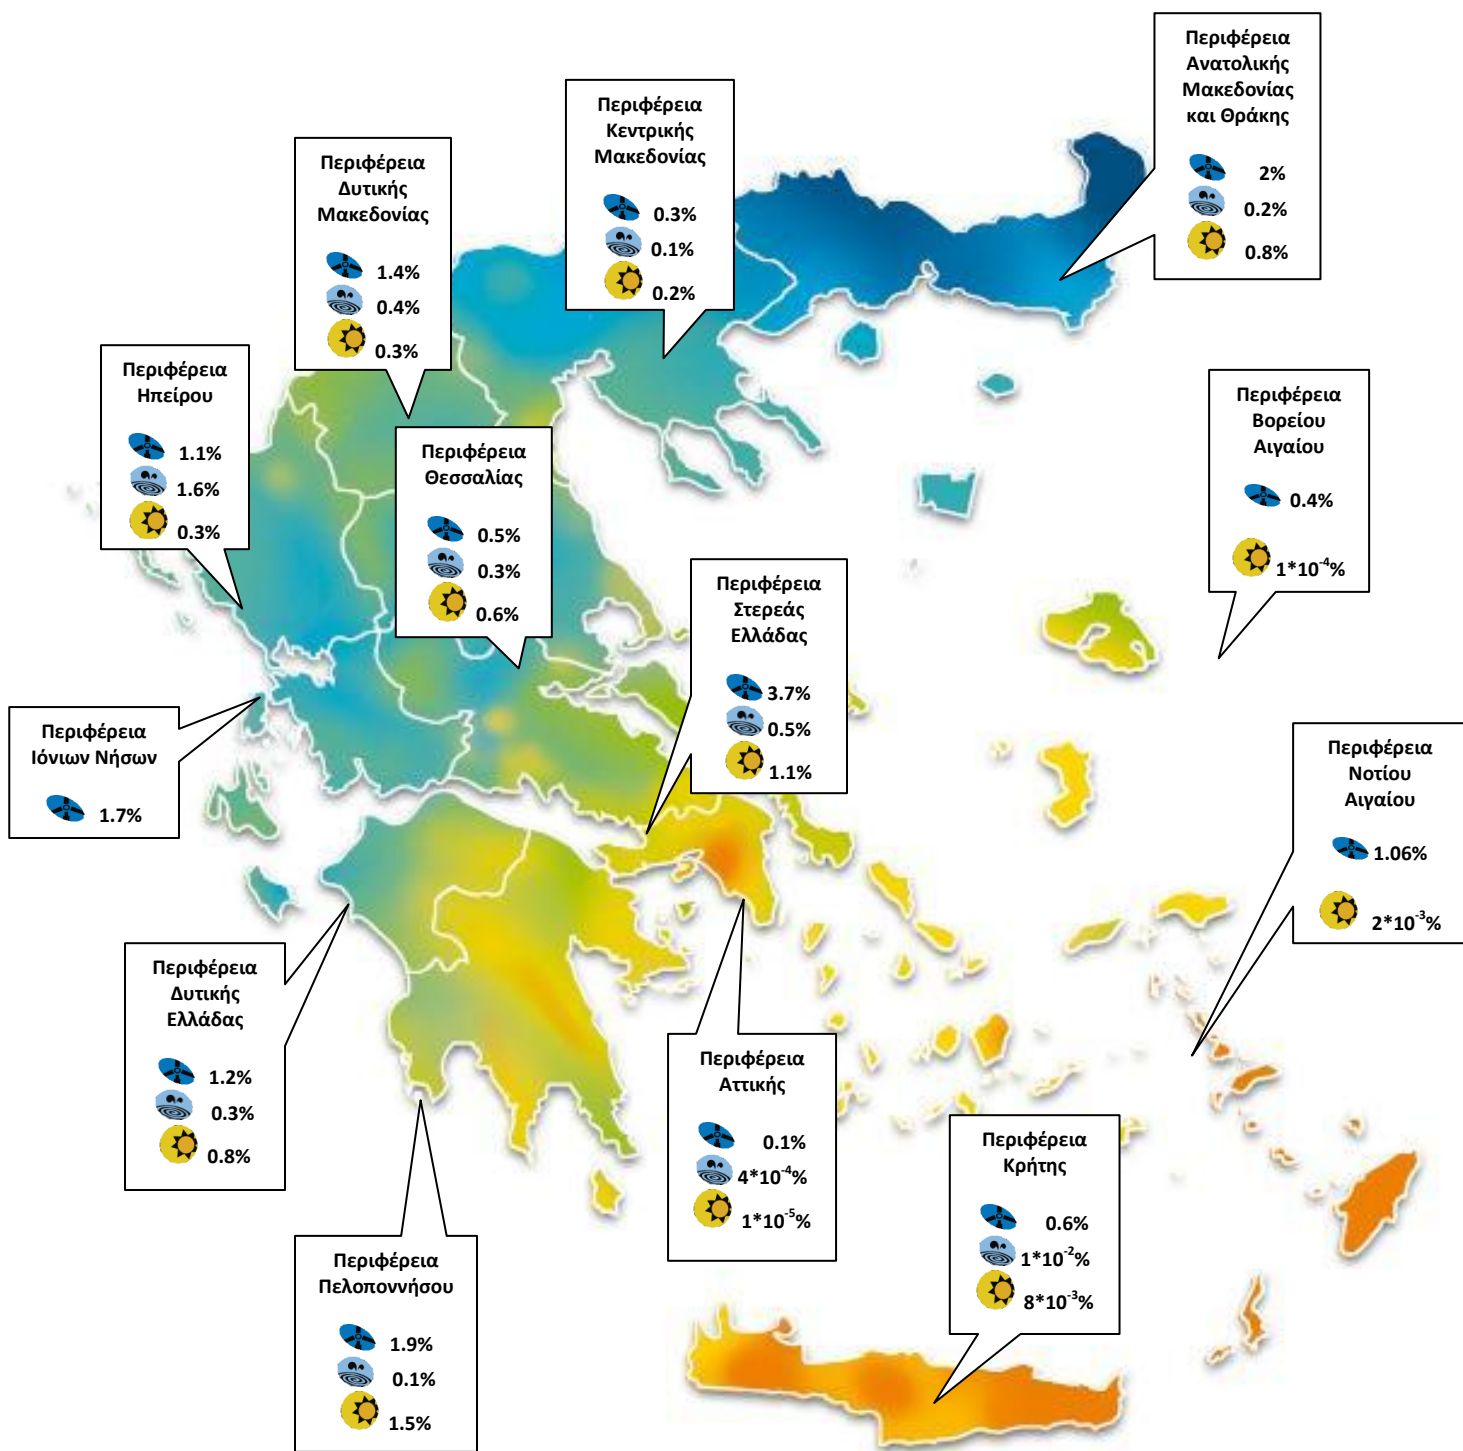 Περιφέρεια
Ανατολικής
Μακεδονίας
και Θράκης
2%
0.2%
0.8%
Περιφέρεια
Κεντρικής
Μακεδονίας
0.3%
0.1%
0.2%
Περιφέρεια
Δυτικής
Μακεδονίας
1.4%
0.4%
0.3%
Περιφέρεια
Ηπείρου
1.1%
1.6%
0.3%
Περιφέρεια
Θεσσαλίας
0.5%
0.3%
0.6%
Περιφέρεια
Βορείου
Αιγαίου
0.4%
1*10⁻⁴%
Περιφέρεια
Στερεάς
Ελλάδας
3.7%
0.5%
1.1%
Περιφέρεια
Ιόνιων Νήσων
1.7%
Περιφέρεια
Νοτίου
Αιγαίου
1.06%
2*10⁻³%
Περιφέρεια
Δυτικής
Ελλάδας
1.2%
0.3%
0.8%
Περιφέρεια
Αττικής
0.1%
4*10⁻⁴%
1*10⁻⁵%
Περιφέρεια
Κρήτης
0.6%
1*10⁻²%
8*10⁻³%
Περιφέρεια
Πελοποννήσου
1.9%
0.1%
1.5%